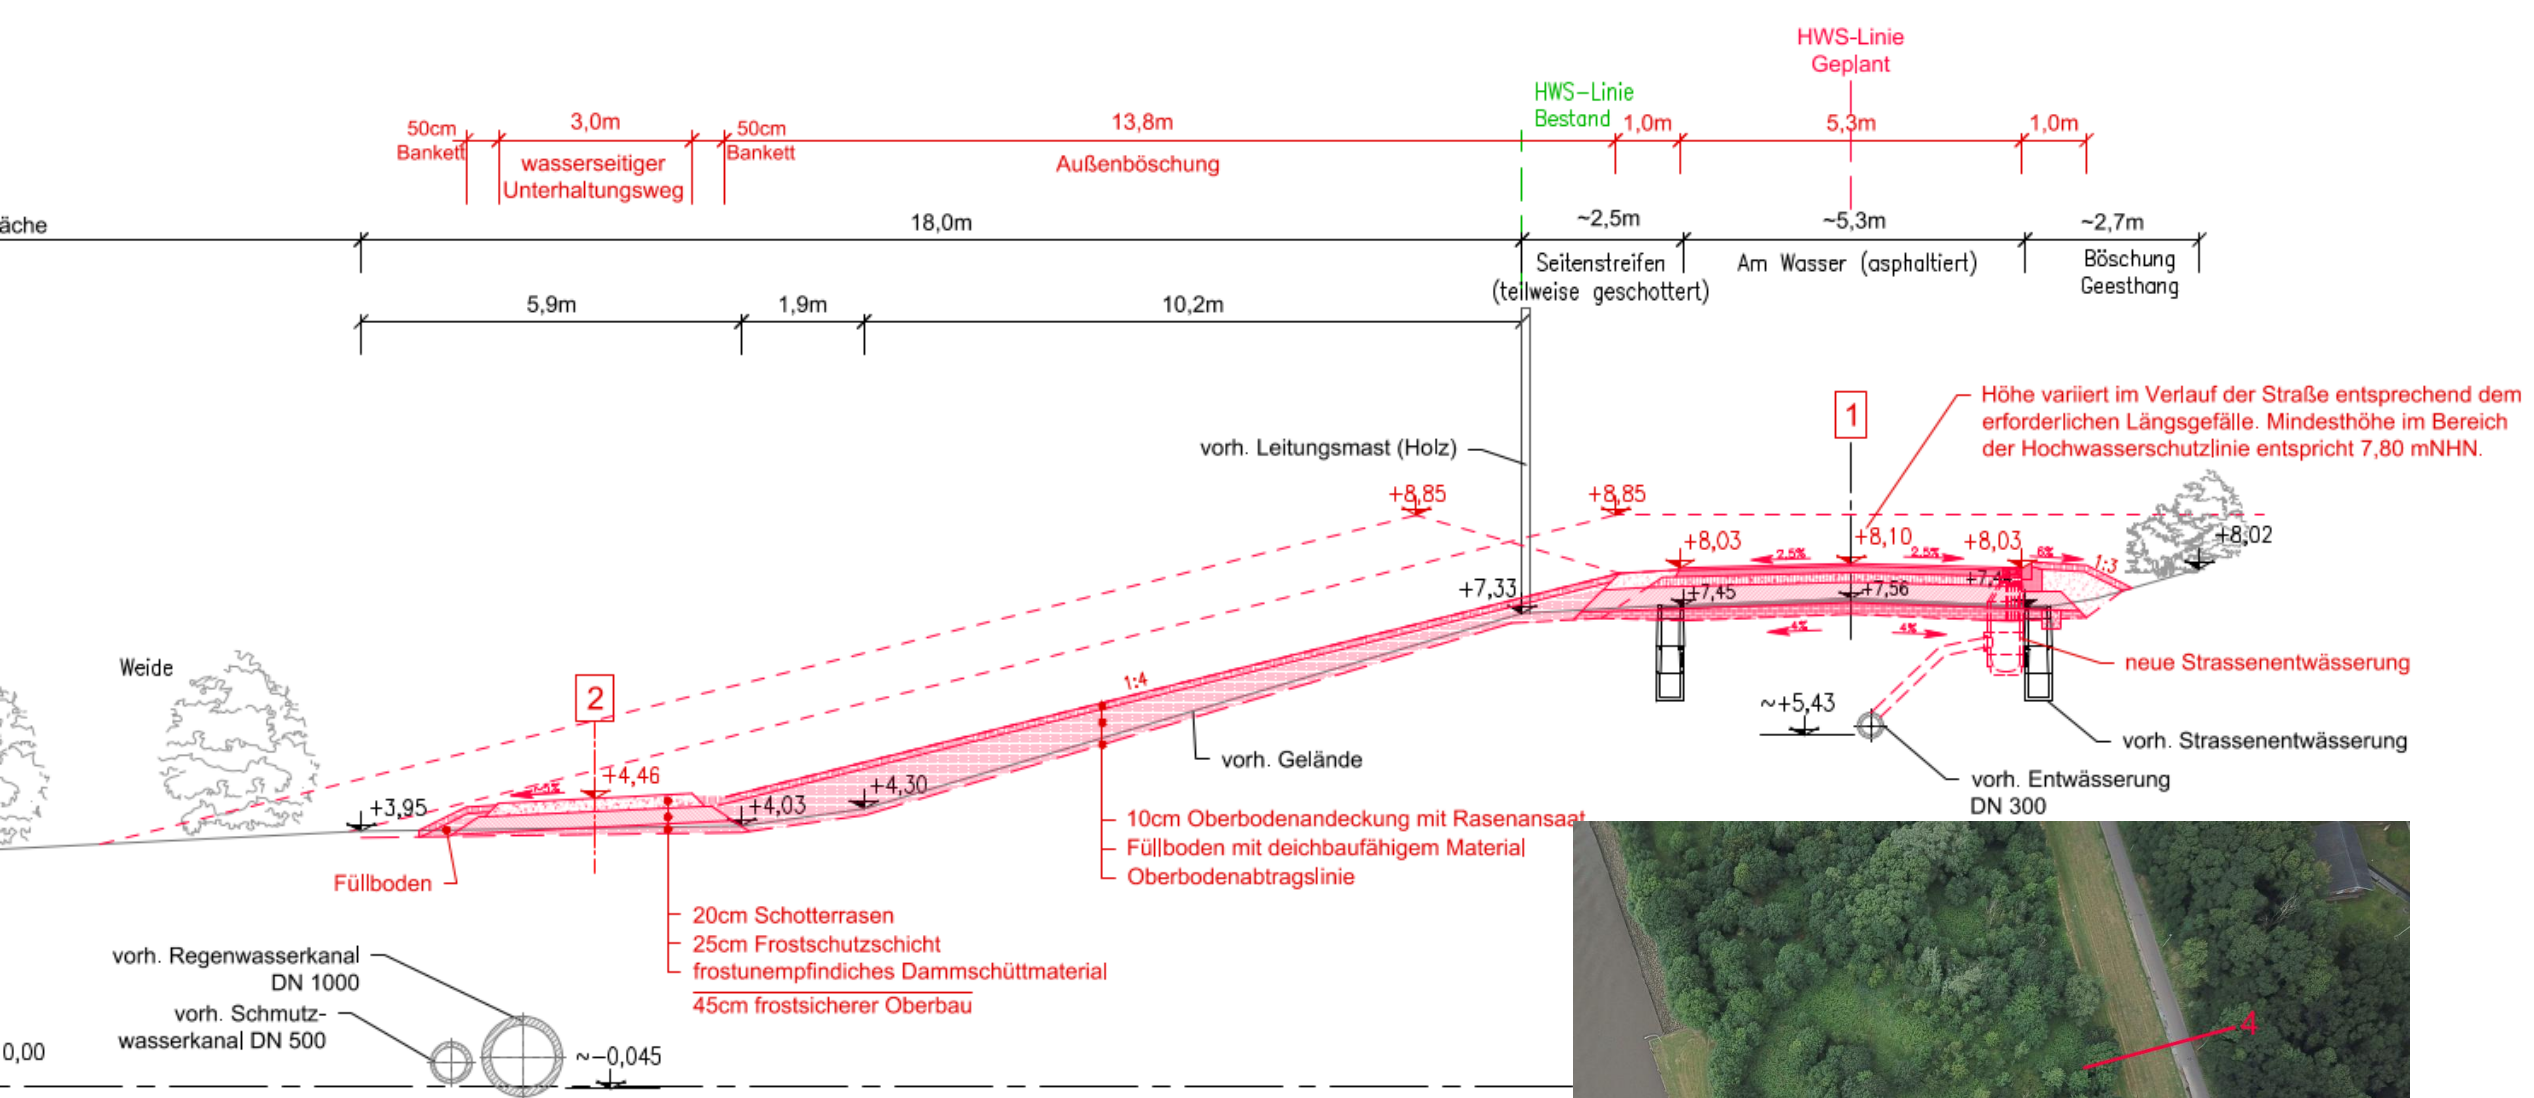 HWS-Linie
Geplant
HWS-Linie
Bestand
50cm
Bankett
3,0m
wasserseitiger
Unterhaltungsweg
50cm
Bankett
13,8m
Außenböschung
1,0m
5,3m
1,0m
äche
18,0m
~2,5m
~5,3m
~2,7m
Seitenstreifen
(teilweise geschottert)
Am Wasser (asphaltiert)
Böschung
Geesthang
5,9m
1,9m
10,2m
1
Höhe variiert im Verlauf der Straße entsprechend dem
erforderlichen Längsgefälle. Mindesthöhe im Bereich
der Hochwasserschutzlinie entspricht 7,80 mNHN.
vorh. Leitungsmast (Holz)
+8,85
+8,85
+8,03
2.5%
+8,10
2.5%
+8,03
6%
1:3
+8,02
+7,33
+7,45
+7,56
4%
4%
Weide
2
1:4
neue Strassenentwässerung
~+5,43
vorh. Strassenentwässerung
vorh. Gelände
vorh. Entwässerung
DN 300
+4,46
+3,95
+4,03
+4,30
10cm Oberbodenandeckung mit Rasenansaat
Füllboden mit deichbaufähigem Material
Oberbodenabtragslinie
Füllboden
20cm Schotterrasen
25cm Frostschutzschicht
frostunempfindiches Dammschüttmaterial
45cm frostsicherer Oberbau
vorh. Regenwasserkanal
DN 1000
vorh. Schmutz-
wasserkanal DN 500
0,00
~-0,045
4